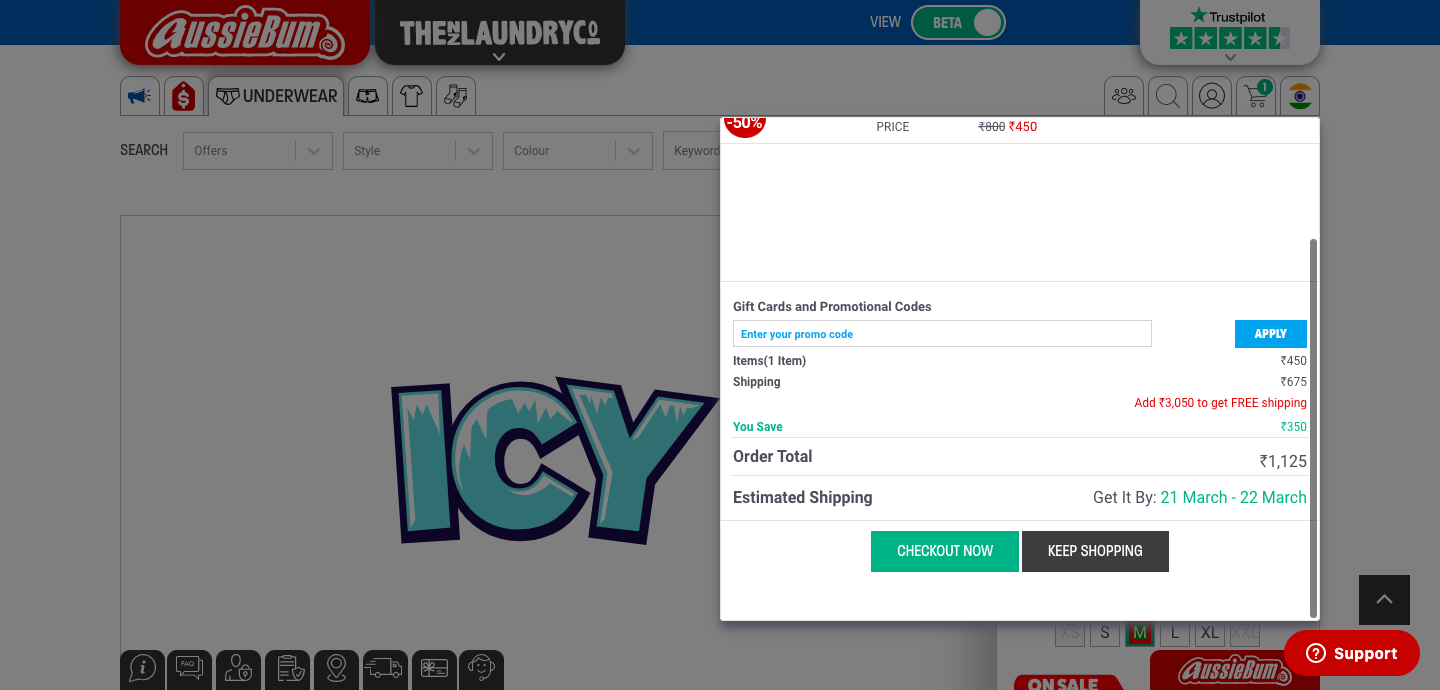 AussieBum
THE NZ LAUNDRY CO
VIEW
BETA
Trustpilot
UNDERWEAR
1
SEARCH
Offers
Style
Colour
Keyword
-50%
PRICE
₹800 ₹450
Gift Cards and Promotional Codes
Enter your promo code
APPLY
Items(1 Item)
₹450
Shipping
₹675
Add ₹3,050 to get FREE shipping
You Save
₹350
Order Total
₹1,125
Estimated Shipping
Get It By: 21 March - 22 March
CHECKOUT NOW
KEEP SHOPPING
ICY
XS
S
M
L
XL
XXL
FAQ
ON SALE
AussieBum
Support